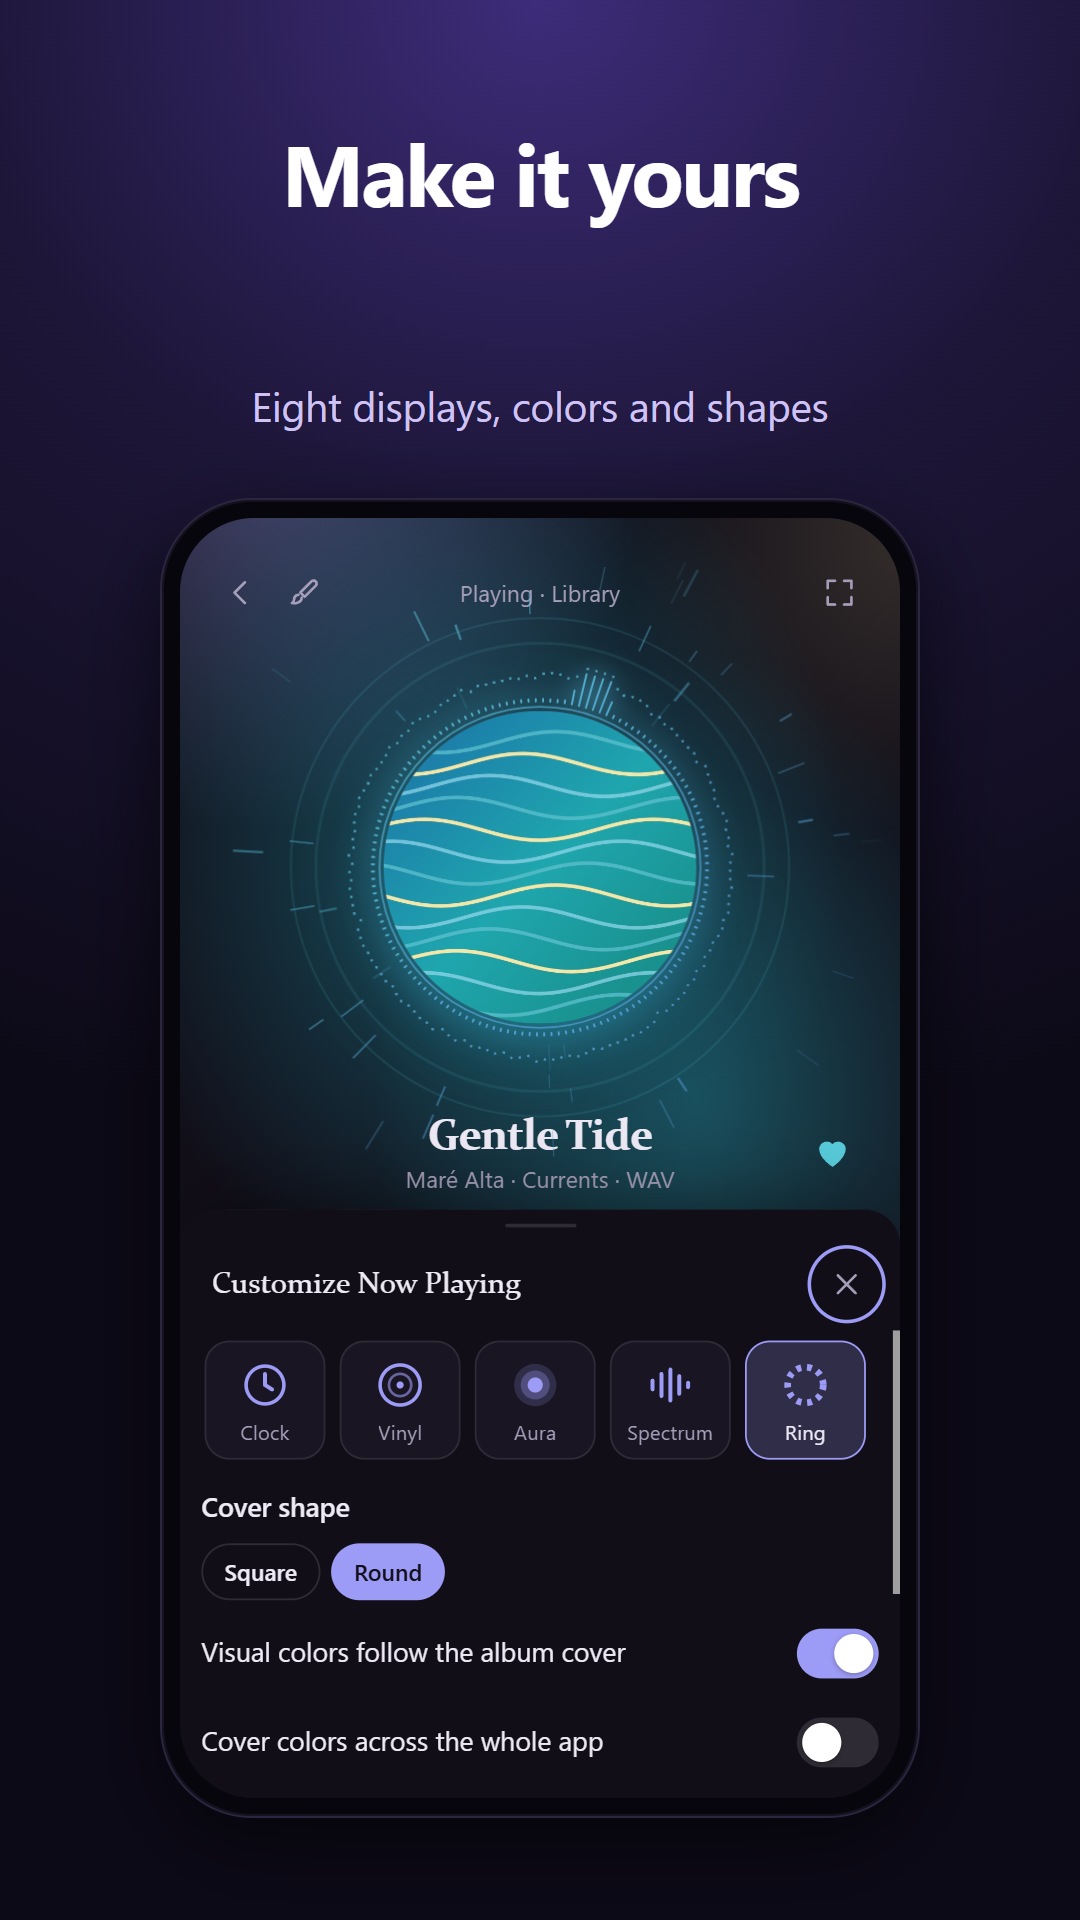 Make it yours
Eight displays, colors and shapes
Playing · Library
Gentle Tide
Maré Alta · Currents · WAV
Customize Now Playing
Clock
Vinyl
Aura
Spectrum
Ring
Cover shape
Square
Round
Visual colors follow the album cover
Cover colors across the whole app